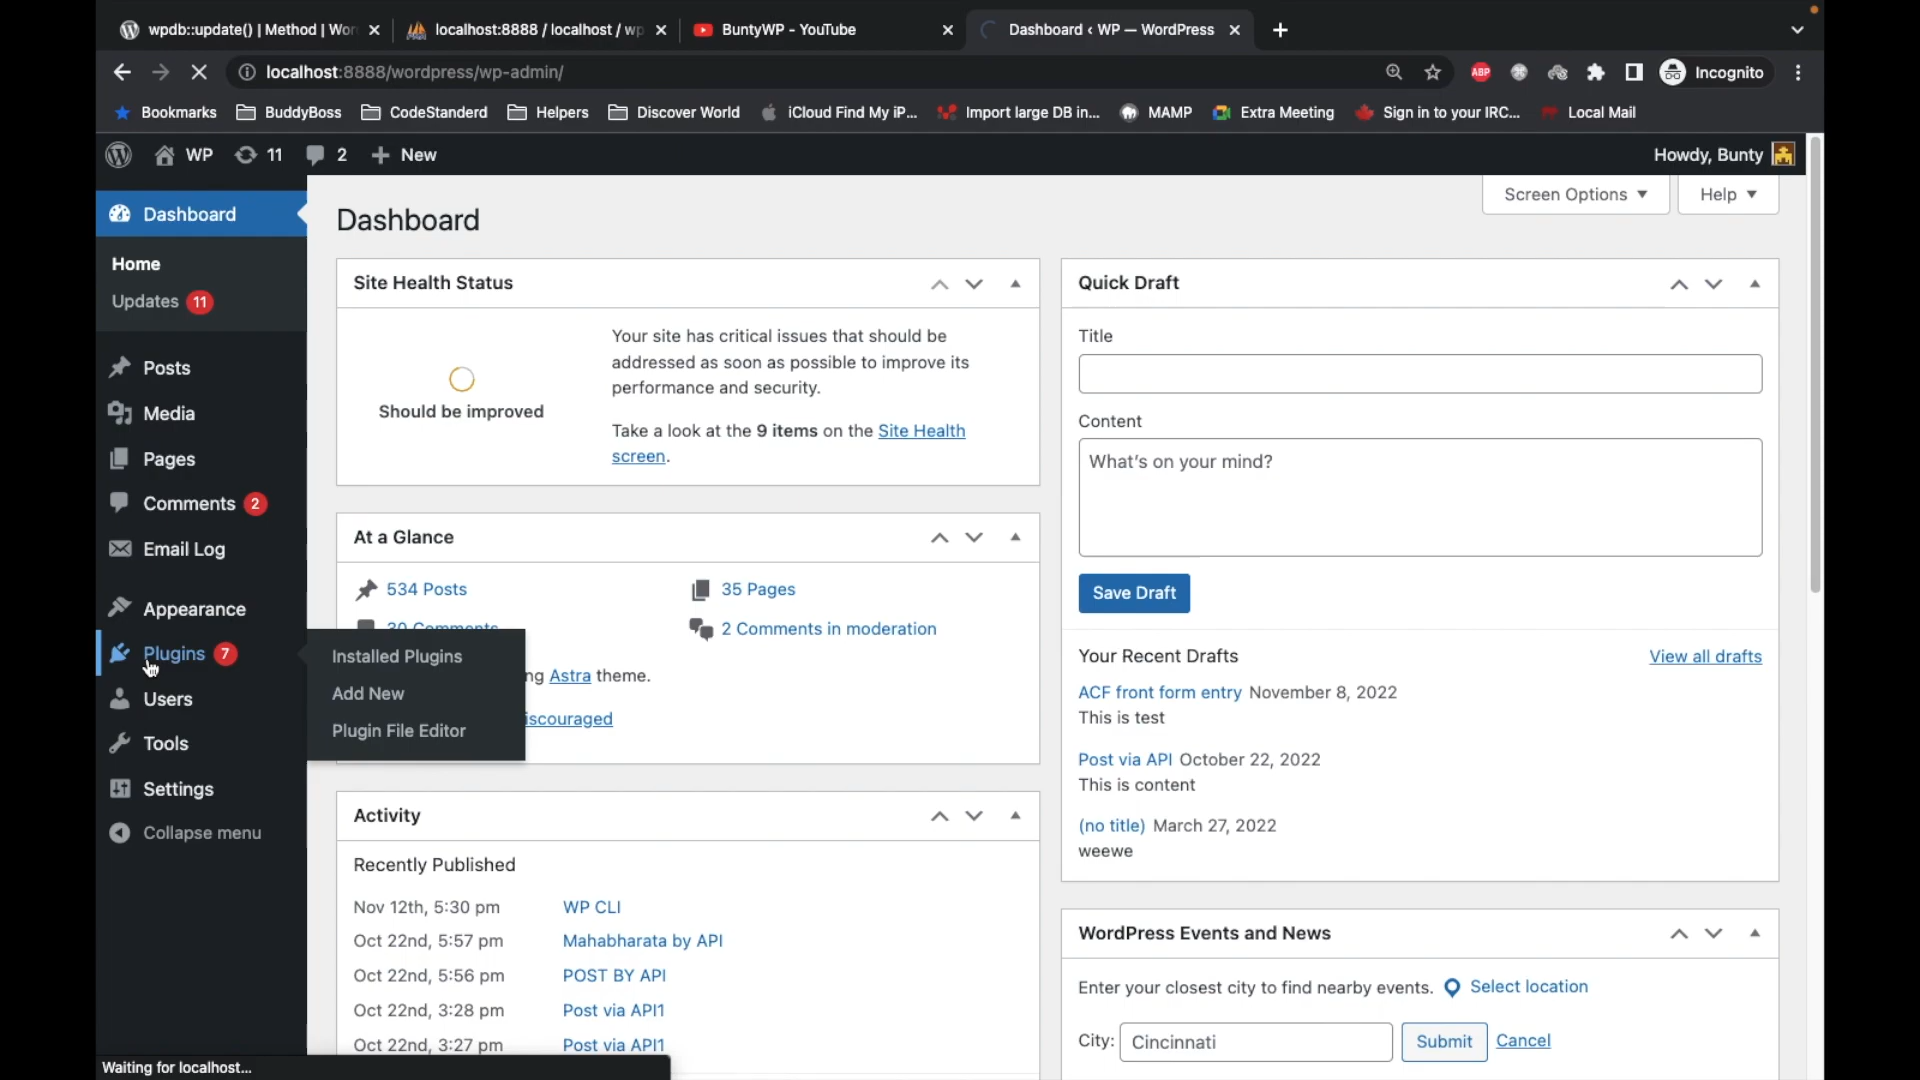 wpdb::update() | Method | Wor
localhost:8888 / localhost / wp
BuntyWP - YouTube
Dashboard ‹ WP — WordPress
localhost:8888/wordpress/wp-admin/
ABP
Incognito
Bookmarks
BuddyBoss
CodeStanderd
Helpers
Discover World
iCloud Find My iP...
Import large DB in...
MAMP
Extra Meeting
Sign in to your IRC...
Local Mail
WP
11
2
New
Howdy, Bunty
Dashboard
Home
Updates 11
Posts
Media
Pages
Comments 2
Email Log
Appearance
Plugins 7
Users
Tools
Settings
Collapse menu
Installed Plugins
Add New
Plugin File Editor
Screen Options
Help
Dashboard
Site Health Status
Should be improved
Your site has critical issues that should be
addressed as soon as possible to improve its
performance and security.
Take a look at the 9 items on the Site Health
screen.
At a Glance
534 Posts
35 Pages
30 Comments
2 Comments in moderation
ng Astra theme.
iscouraged
Activity
Recently Published
Nov 12th, 5:30 pm WP CLI
Oct 22nd, 5:57 pm Mahabharata by API
Oct 22nd, 5:56 pm POST BY API
Oct 22nd, 3:28 pm Post via API1
Oct 22nd, 3:27 pm Post via API1
Quick Draft
Title
Content
What's on your mind?
Save Draft
Your Recent Drafts
View all drafts
ACF front form entry November 8, 2022
This is test
Post via API October 22, 2022
This is content
(no title) March 27, 2022
weewe
WordPress Events and News
Enter your closest city to find nearby events. Select location
City: Cincinnati Submit Cancel
Waiting for localhost...